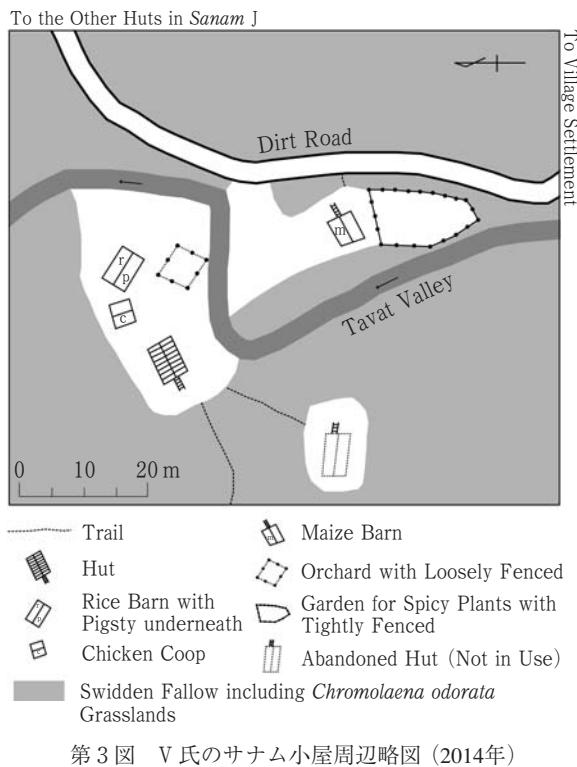 To the Other Huts in Sanam J
To Village Settlement
Dirt Road
m
r
p
c
Tavat Valley
0 10 20 m
Trail
Maize Barn
m
Hut
Orchard with Loosely Fenced
Rice Barn with
Pigsty underneath
r
p
Garden for Spicy Plants with
Tightly Fenced
Chicken Coop
c
Abandoned Hut (Not in Use)
Swidden Fallow including Chromolaena odorata
Grasslands
第3図 V氏のサナム小屋周辺略図(2014年)